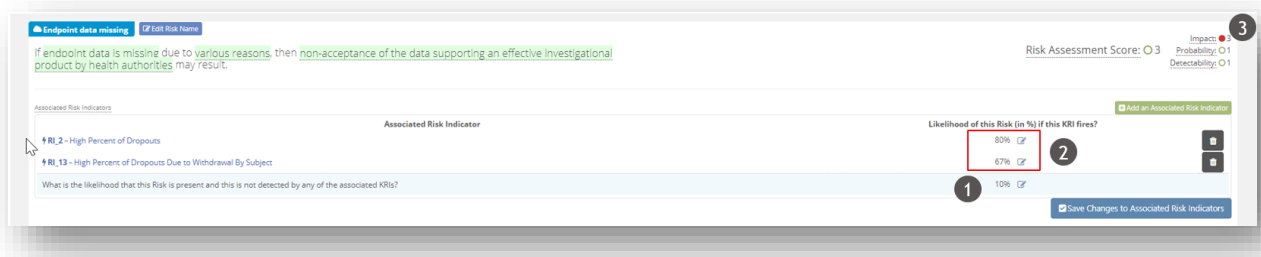 Endpoint data missing
Edit Risk Name
3
If endpoint data is missing due to various reasons, then non-acceptance of the data supporting an effective investigational
product by health authorities may result.
Risk Assessment Score: 3
Impact: 3
Probability: 1
Detectability: 1
Associated Risk Indicators
Add an Associated Risk Indicator
Associated Risk Indicator
Likelihood of this Risk (in %) if this KRI fires?
RI_2 - High Percent of Dropouts
80%
RI_13 - High Percent of Dropouts Due to Withdrawal By Subject
67%
2
What is the likelihood that this Risk is present and this is not detected by any of the associated KRIs?
1
10%
Save Changes to Associated Risk Indicators